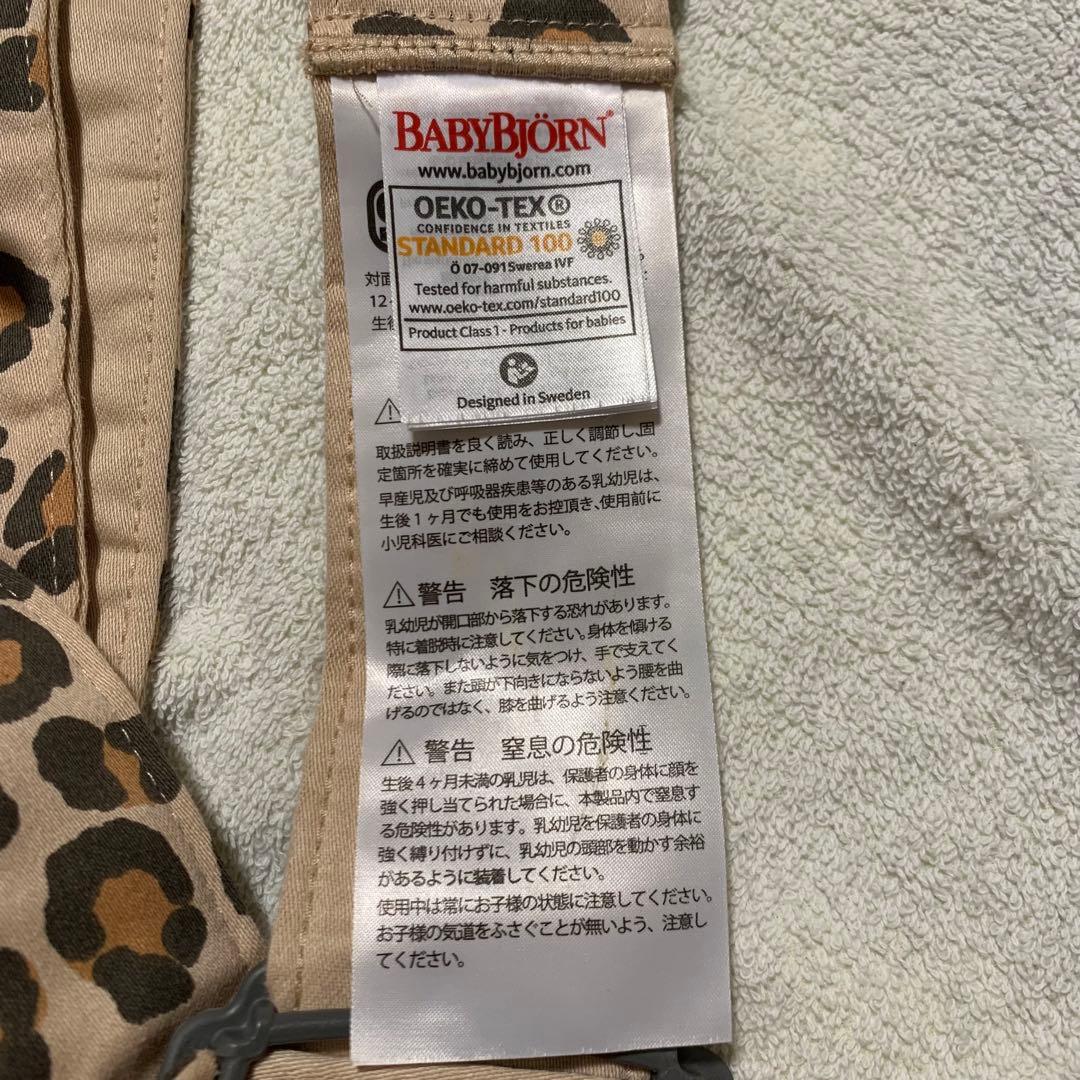 BABYBJÖRN®
www.babybjorn.com
OEKO-TEX®
CONFIDENCE IN TEXTILES
STANDARD 100
Ö 07-091 Swerea IVF
Tested for harmful substances.
www.oeko-tex.com/standard100
Product Class 1 - Products for babies
Designed in Sweden
対面
12
生後
取扱説明書を良く読み、正しく調節し、固
定箇所を確実に締めて使用してください。
早産児及び呼吸器疾患等のある乳幼児は、
生後1ヶ月でも使用をお控頂き、使用前に
小児科医にご相談ください。
警告 落下の危険性
乳幼児が開口部から落下する恐れがあります。
特に着脱時に注意してください。身体を傾ける
際に落下しないように気をつけ、手で支えてく
ださい。また頭が下向きにならないよう腰を曲
げるのではなく、膝を曲げるよう注意ください。
警告 窒息の危険性
生後4ヶ月未満の乳児は、保護者の身体に顔を
強く押し当てられた場合に、本製品内で窒息す
る危険性があります。乳幼児を保護者の身体に
強く縛り付けずに、乳幼児の頭部を動かす余裕
があるように装着してください。
使用中は常にお子様の状態に注意してください。
お子様の気道をふさぐことが無いよう、注意し
てください。